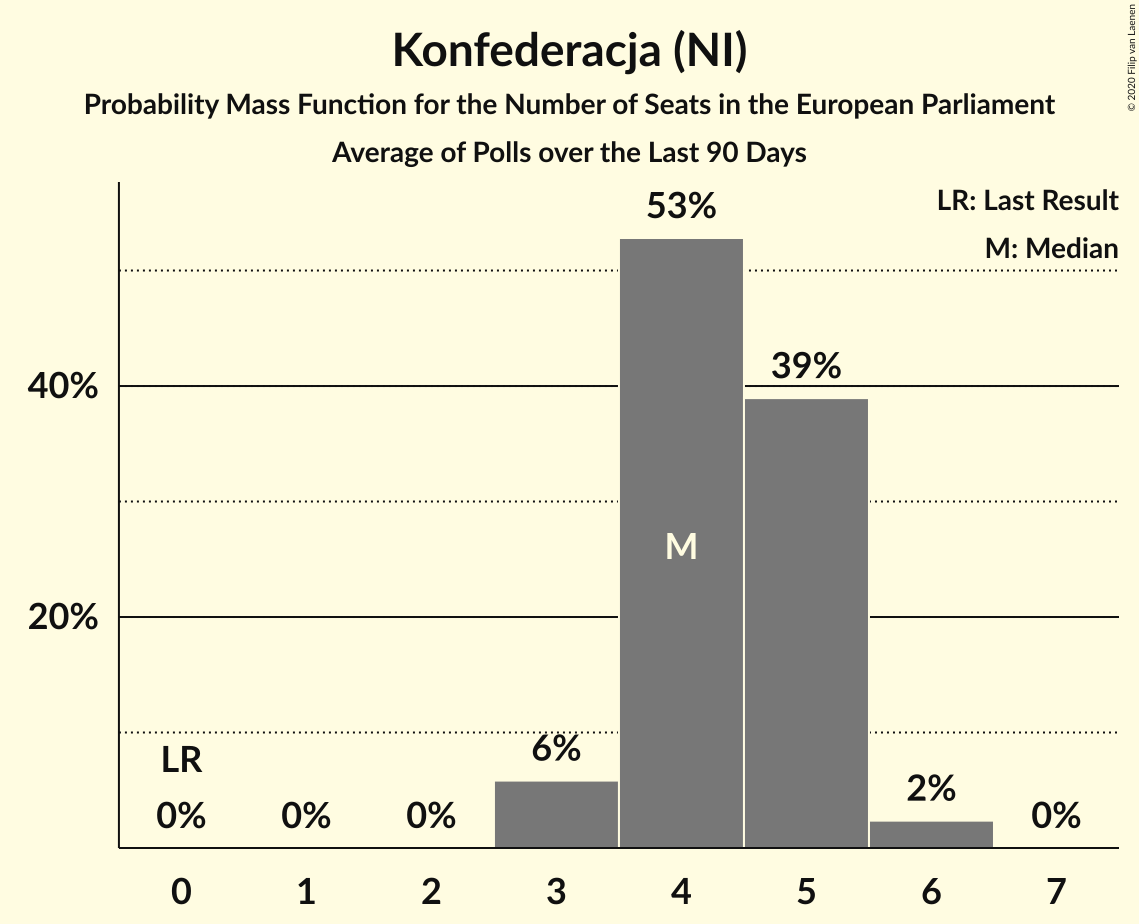 Konfederacja (NI)
Probability Mass Function for the Number of Seats in the European Parliament
Average of Polls over the Last 90 Days
© 2020 Filip van Laenen
LR: Last Result
M: Median
53%
39%
40%
M
20%
6%
LR
2%
0%
0%
0%
0%
0 1 2 3 4 5 6 7